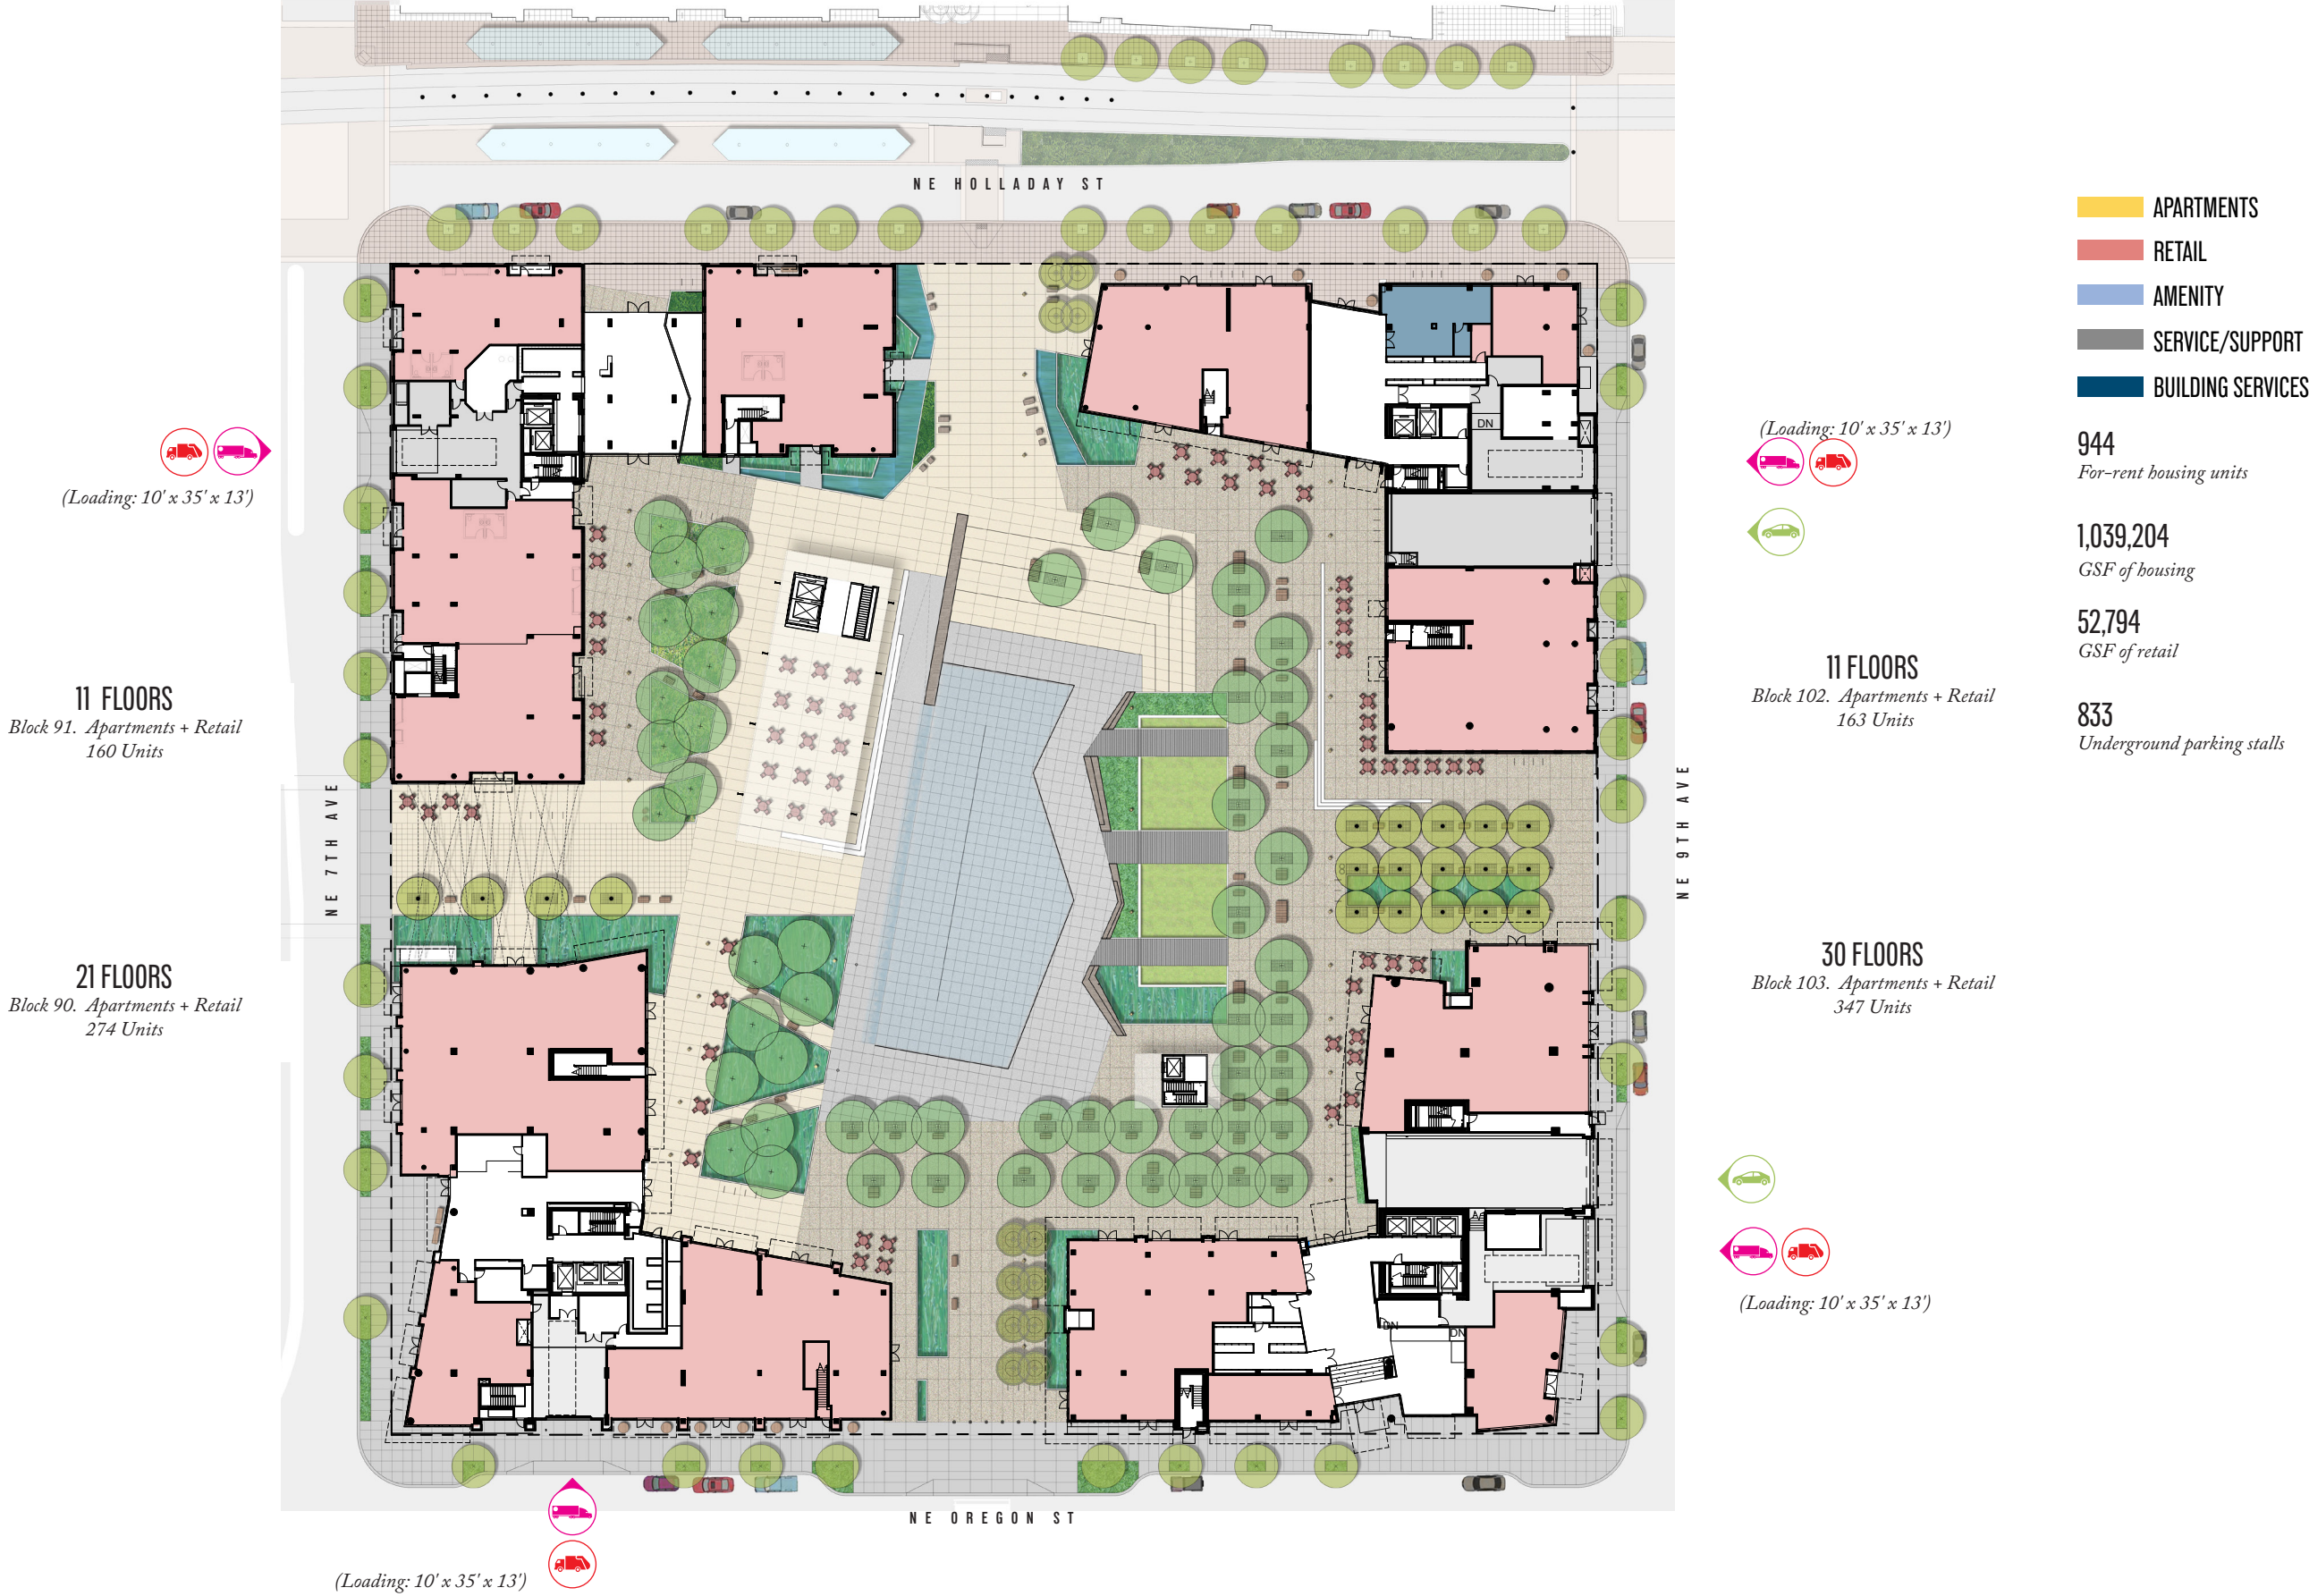 NE HOLLADAY ST
APARTMENTS
RETAIL
AMENITY
SERVICE/SUPPORT
BUILDING SERVICES
944
For-rent housing units
1,039,204
GSF of housing
52,794
GSF of retail
833
Underground parking stalls
(Loading: 10' x 35' x 13')
(Loading: 10' x 35' x 13')
DN
11 FLOORS
Block 91. Apartments + Retail
160 Units
11 FLOORS
Block 102. Apartments + Retail
163 Units
NE 7TH AVE
NE 9TH AVE
21 FLOORS
Block 90. Apartments + Retail
274 Units
30 FLOORS
Block 103. Apartments + Retail
347 Units
(Loading: 10' x 35' x 13')
DN
DN
NE OREGON ST
(Loading: 10' x 35' x 13')